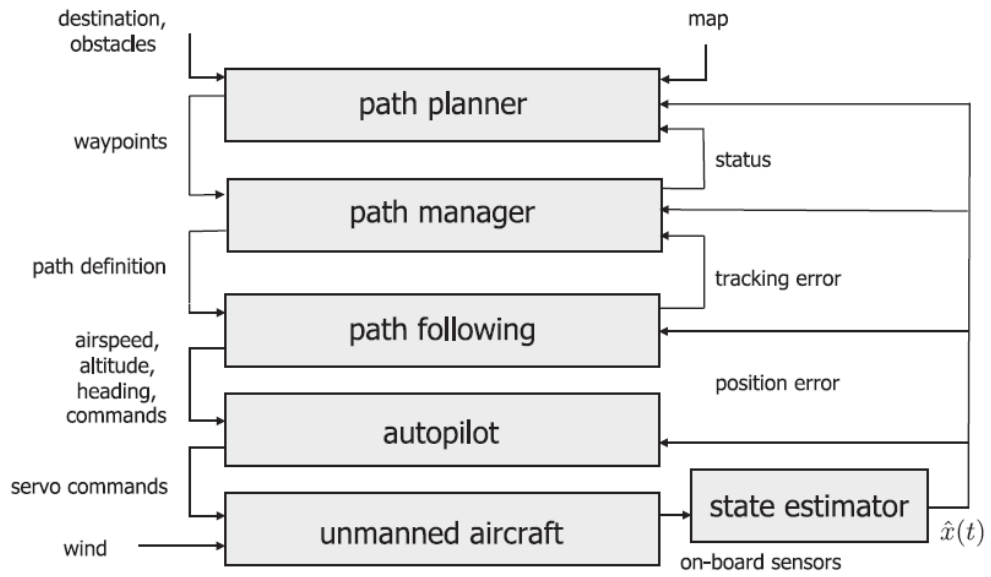 destination,
obstacles
map
path planner
waypoints
status
path manager
path definition
tracking error
path following
airspeed,
altitude,
heading,
commands
position error
autopilot
servo commands
state estimator
unmanned aircraft
x̂(t)
wind
on-board sensors